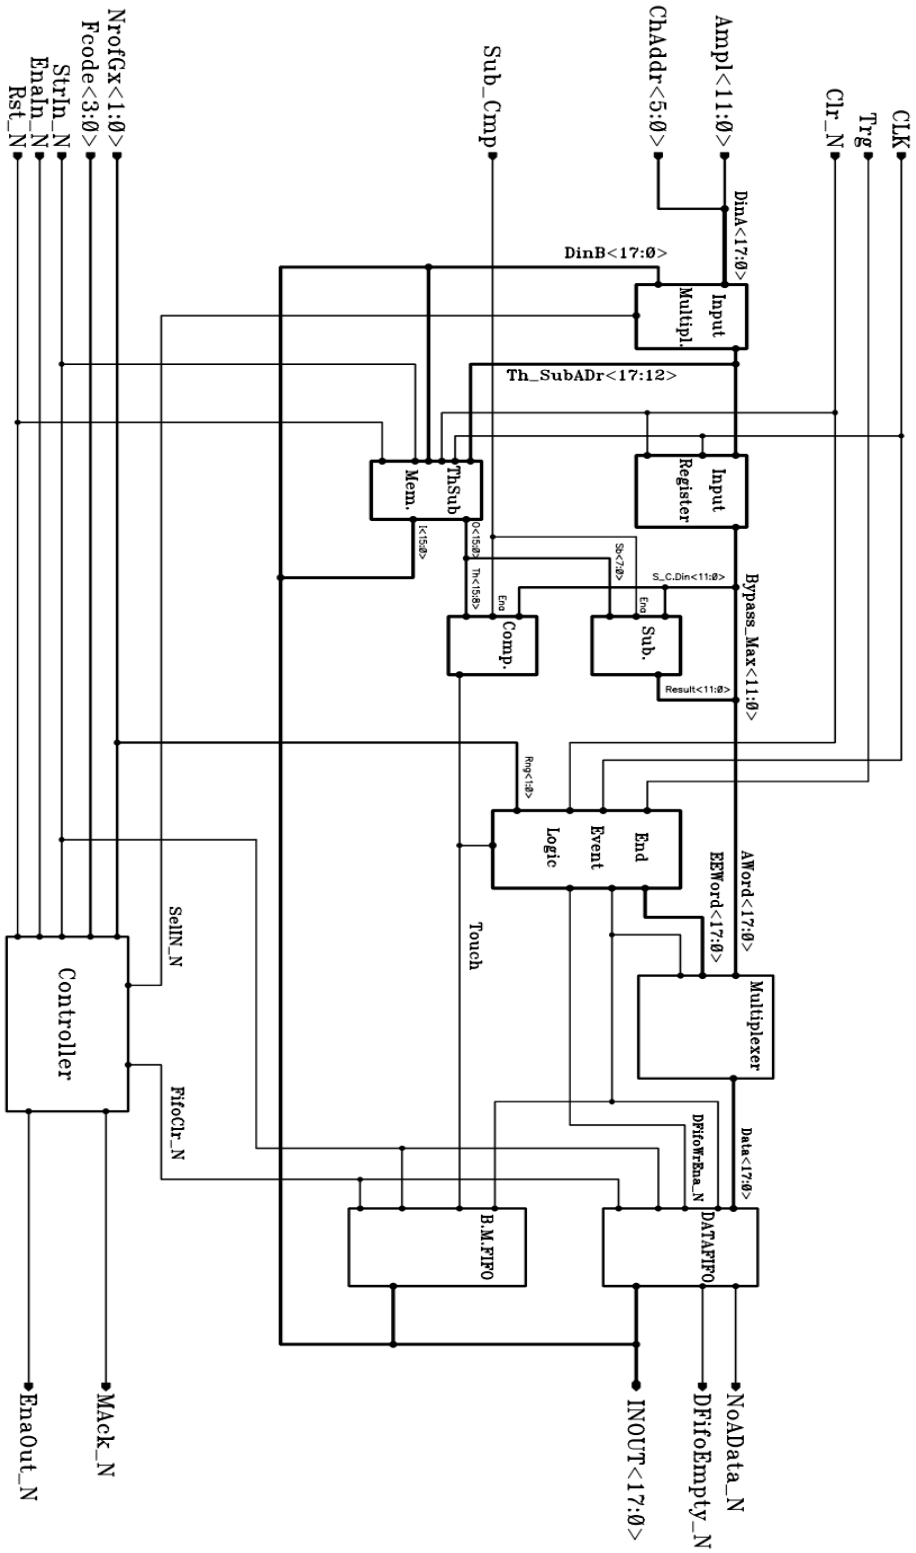 CLK
Trg
Clr_N
Ampl<11:0>
ChAddr<5:0>
Sub_Cmp
NrofGx<1:0>
Fcode<3:0>
StrIn_N
EnaIn_N
Rst_N
DinA<17:0>
DinB<17:0>
Input
Multipl.
Th_SubADr<17:12>
Input
Register
ThSub
Mem.
I<15:0>
O<15:0>
Th<15:8>
Sb<7:0>
Ena
Ena
S_C.Din<11:0>
Comp.
Sub.
Result<11:0>
Bypass_Max<11:0>
Rng<1:0>
End
Event
Logic
AWord<17:0>
EEWord<17:0>
Touch
SelIN_N
Controller
FifoClr_N
Multiplexer
Data<17:0>
DFifoWrEna_N
DATAFIFO
B.M.FIFO
NoAData_N
DFifoEmpty_N
INOUT<17:0>
MAck_N
EnaOut_N